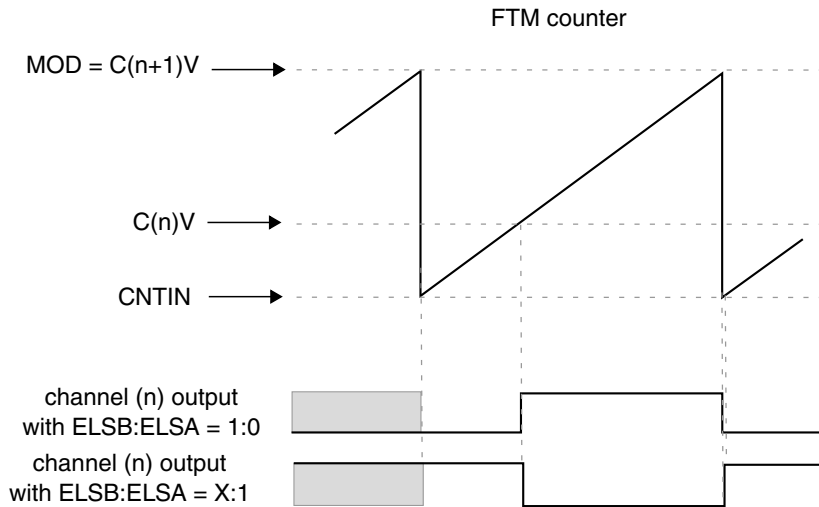 FTM counter
MOD = C(n+1)V
C(n)V
CNTIN
channel (n) output
with ELSB:ELSA = 1:0
channel (n) output
with ELSB:ELSA = X:1